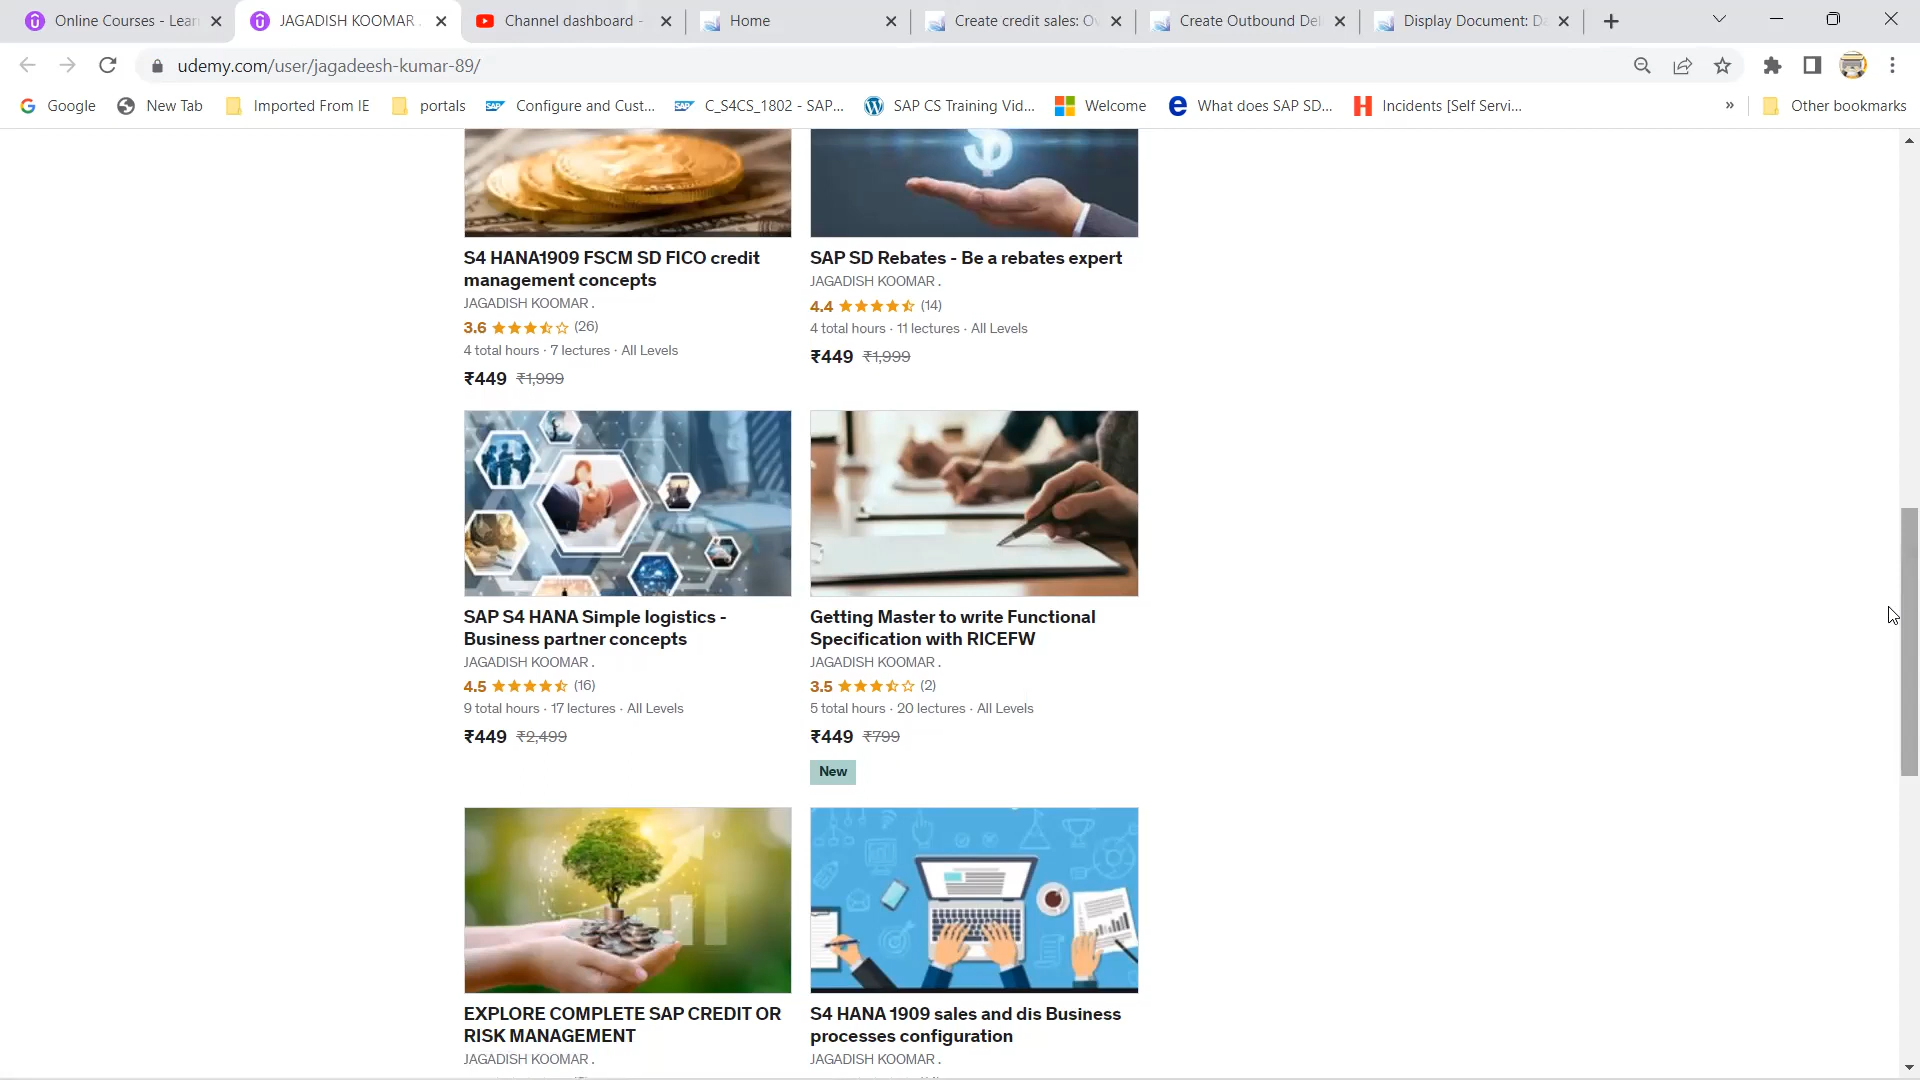 Online Courses - Lear
JAGADISH KOOMAR .
Channel dashboard -
Home
Create credit sales: Ov
Create Outbound Del
Display Document: Da
udemy.com/user/jagadeesh-kumar-89/
Google
New Tab
Imported From IE
portals
Configure and Cust...
C_S4CS_1802 - SAP...
SAP CS Training Vid...
Welcome
What does SAP SD...
Incidents [Self Servi...
»
Other bookmarks
S4 HANA1909 FSCM SD FICO credit
management concepts
JAGADISH KOOMAR .
3.6 (26)
4 total hours · 7 lectures · All Levels
₹449 ₹1,999
SAP SD Rebates - Be a rebates expert
JAGADISH KOOMAR .
4.4 (14)
4 total hours · 11 lectures · All Levels
₹449 ₹1,999
SAP S4 HANA Simple logistics -
Business partner concepts
JAGADISH KOOMAR .
4.5 (16)
9 total hours · 17 lectures · All Levels
₹449 ₹2,499
Getting Master to write Functional
Specification with RICEFW
JAGADISH KOOMAR .
3.5 (2)
5 total hours · 20 lectures · All Levels
₹449 ₹799
New
EXPLORE COMPLETE SAP CREDIT OR
RISK MANAGEMENT
JAGADISH KOOMAR .
S4 HANA 1909 sales and dis Business
processes configuration
JAGADISH KOOMAR .